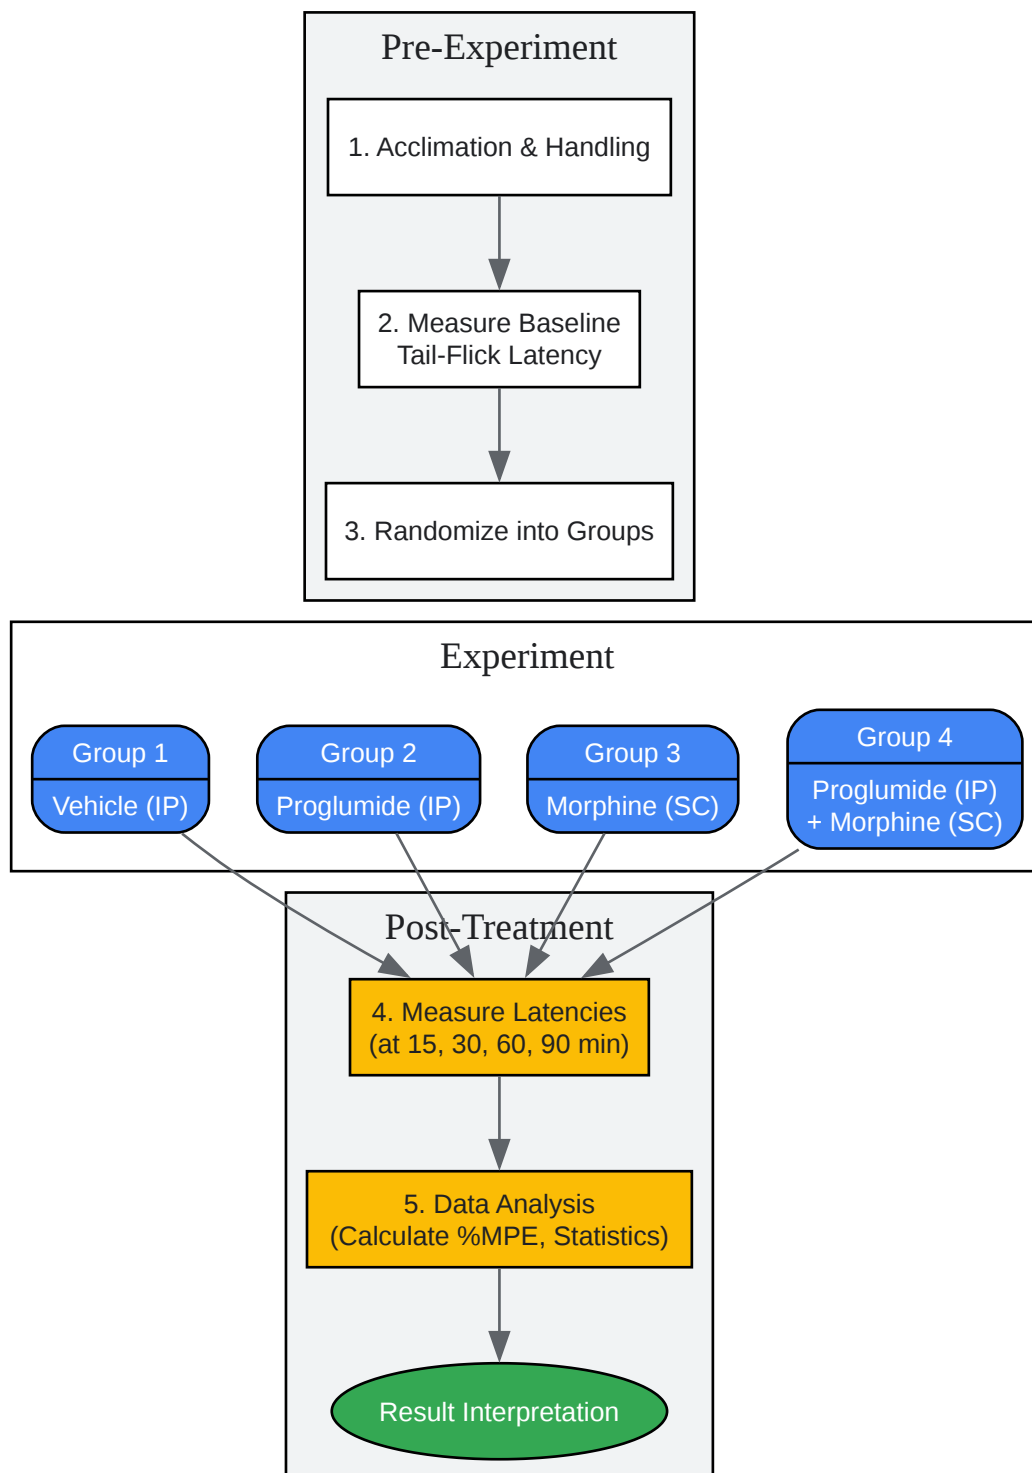 Pre-Experiment
1. Acclimation & Handling
2. Measure Baseline
Tail-Flick Latency
3. Randomize into Groups
Experiment
Group 1
Vehicle (IP)
Group 2
Proglumide (IP)
Group 3
Morphine (SC)
Group 4
Proglumide (IP)
+ Morphine (SC)
Post-Treatment
4. Measure Latencies
(at 15, 30, 60, 90 min)
5. Data Analysis
(Calculate %MPE, Statistics)
Result Interpretation